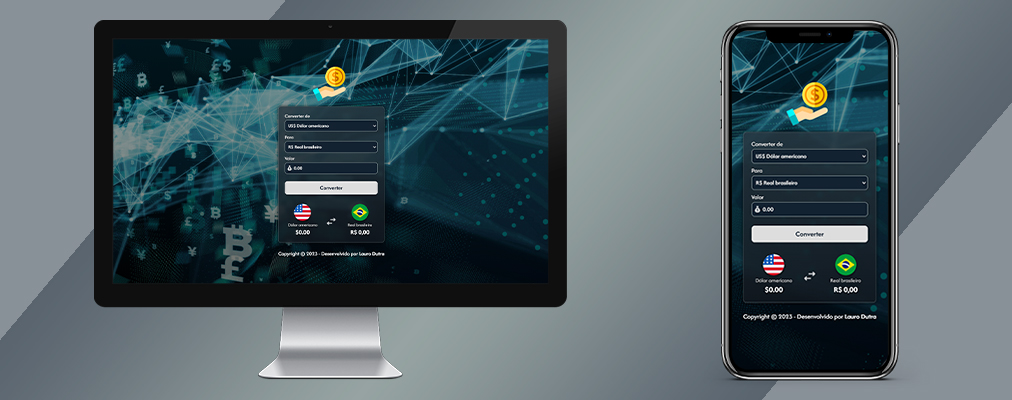 Converter de
US$ Dólar americano
Para
R$ Real brasileiro
Valor
0.00
Converter
Dólar americano
$0.00
Real brasileiro
R$ 0,00
Copyright © 2023 - Desenvolvido por Lauro Dutra
Converter de
US$ Dólar americano
Para
R$ Real brasileiro
Valor
0.00
Converter
Dólar americano
$0.00
Real brasileiro
R$ 0,00
Copyright © 2023 - Desenvolvido por Lauro Dutra